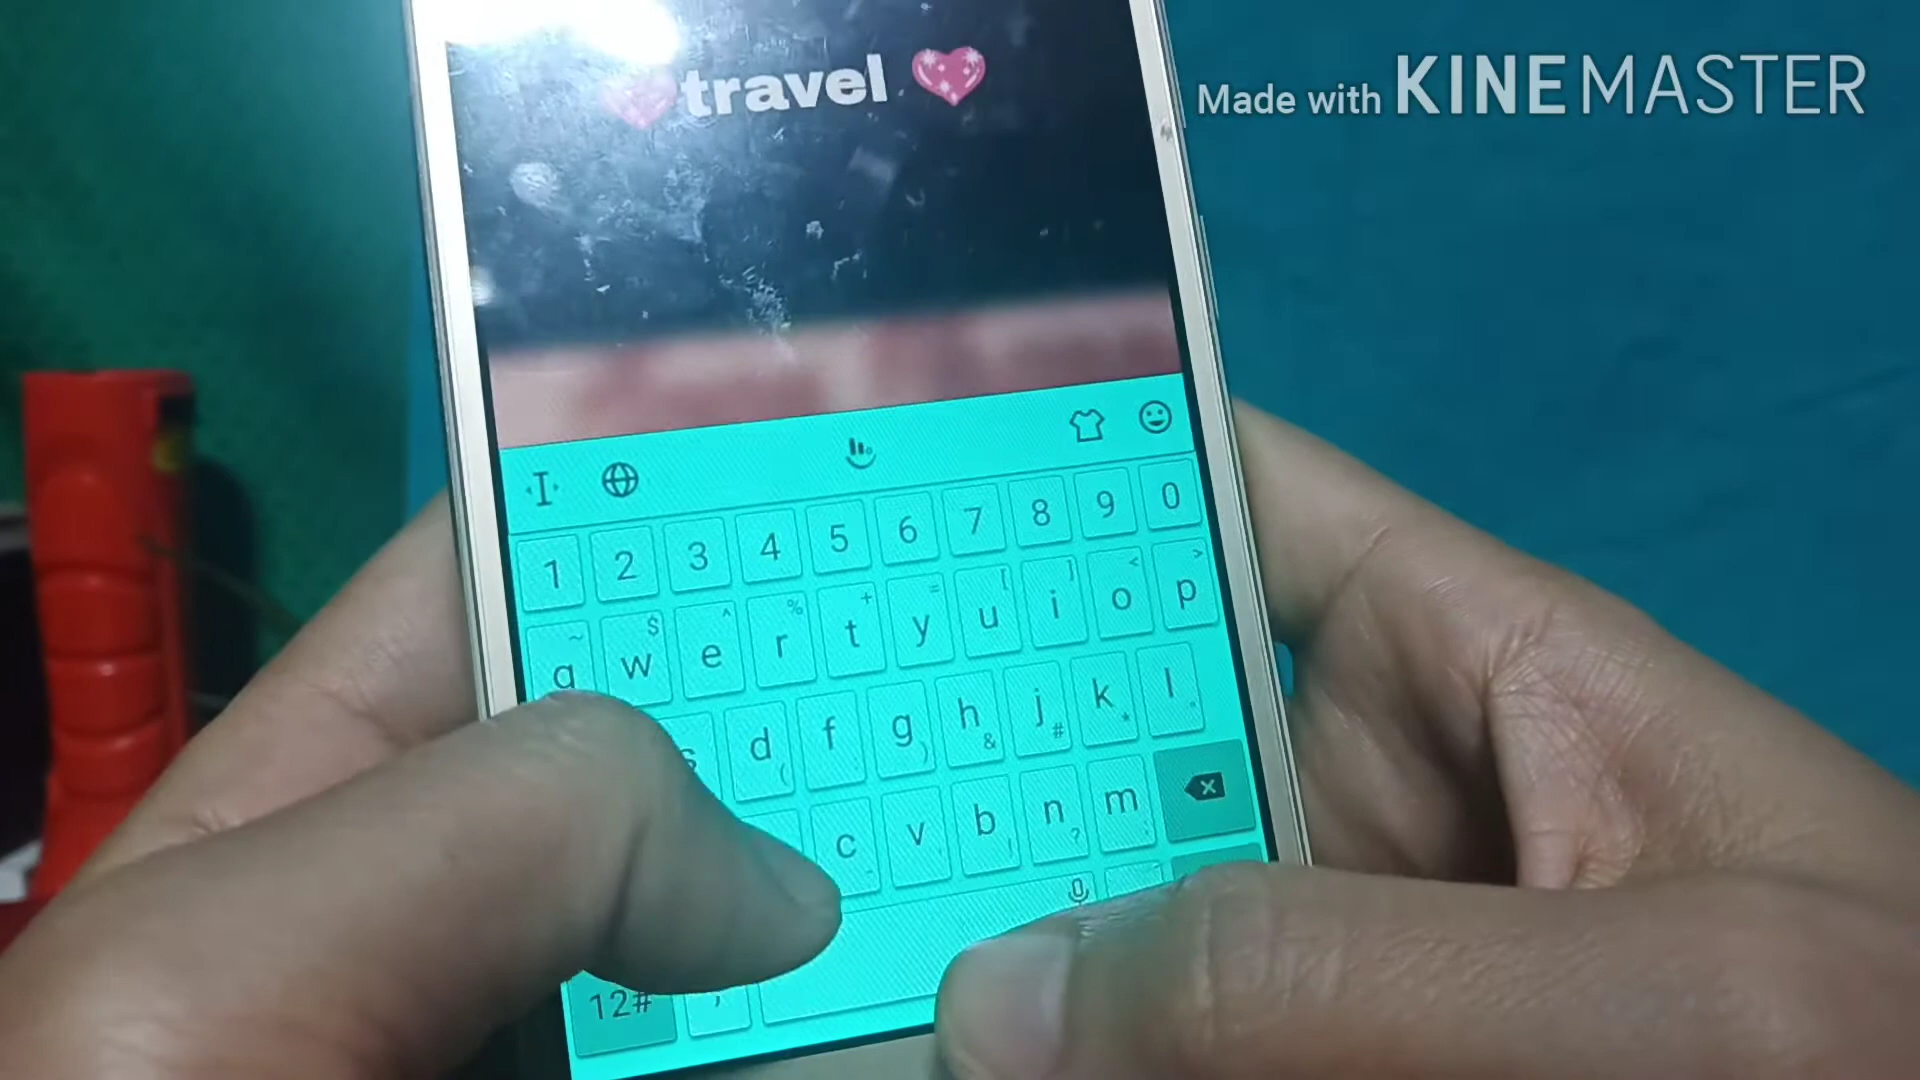 Made with KINEMASTER
💖travel 💖
1 2 3 4 5 6 7 8 9 0
~ $ ^ % + = [ ] < >
q w e r t y u i o p
s d f g h j k l
( ) & # *
c v b n m
- ! ? ;
12# ,